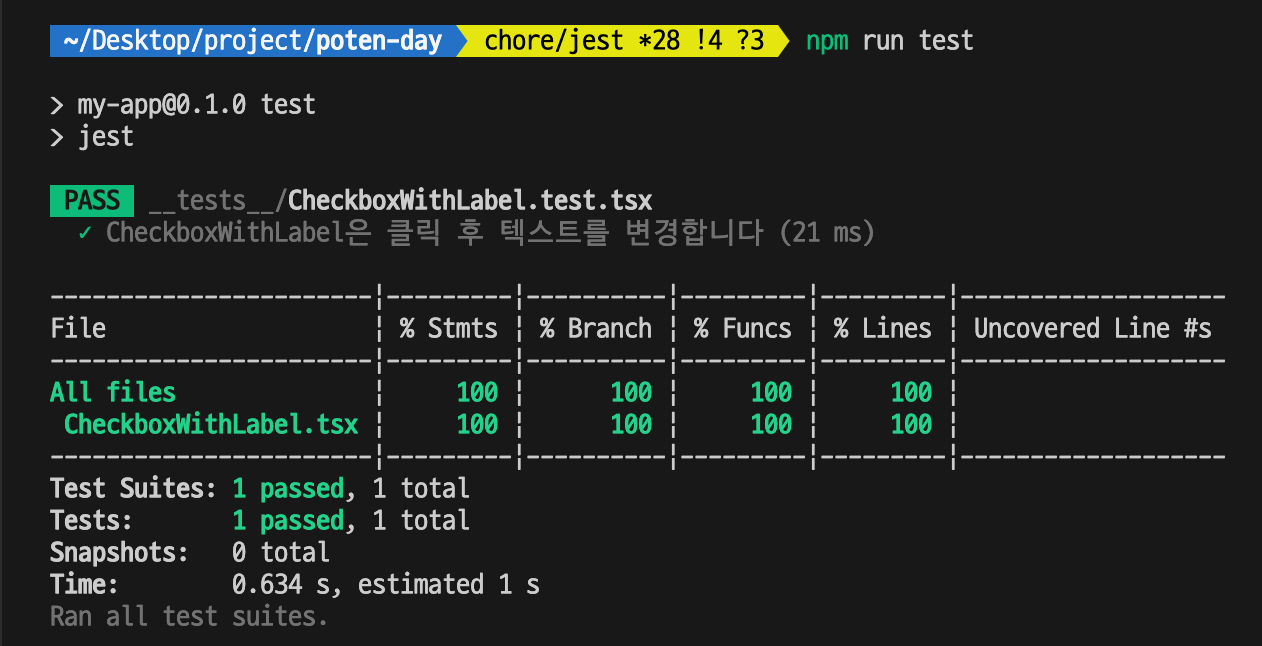 ~/Desktop/project/poten-day chore/jest *28 !4 ?3 npm run test
> my-app@0.1.0 test
> jest
PASS __tests__/CheckboxWithLabel.test.tsx
✓ CheckboxWithLabel은 클릭 후 텍스트를 변경합니다 (21 ms)
----------------------|---------|----------|---------|---------|-------------------
File | % Stmts | % Branch | % Funcs | % Lines | Uncovered Line #s
----------------------|---------|----------|---------|---------|-------------------
All files | 100 | 100 | 100 | 100 |
CheckboxWithLabel.tsx | 100 | 100 | 100 | 100 |
----------------------|---------|----------|---------|---------|-------------------
Test Suites: 1 passed, 1 total
Tests: 1 passed, 1 total
Snapshots: 0 total
Time: 0.634 s, estimated 1 s
Ran all test suites.